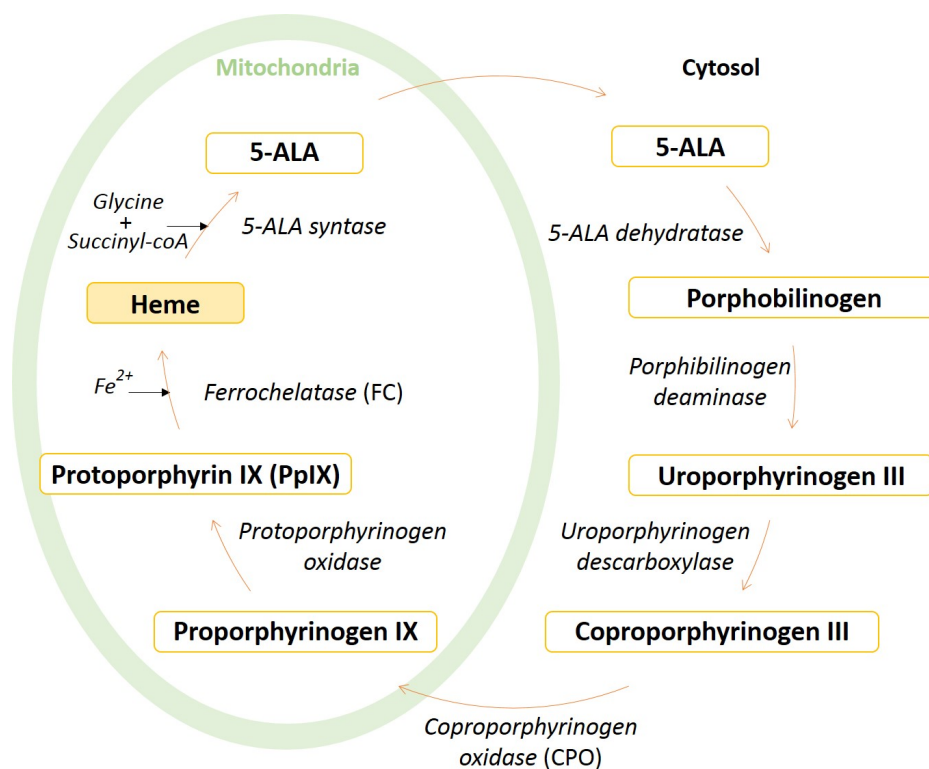 Mitochondria
Cytosol
5-ALA
5-ALA
Glycine
+
Succinyl-coA
5-ALA syntase
5-ALA dehydratase
Heme
Porphobilinogen
Fe2+
Ferrochelatase (FC)
Porphibilinogen
deaminase
Protoporphyrin IX (PpIX)
Uroporphyrinogen III
Protoporphyrinogen
oxidase
Uroporphyrinogen
descarboxylase
Proporphyrinogen IX
Coproporphyrinogen III
Coproporphyrinogen
oxidase (CPO)